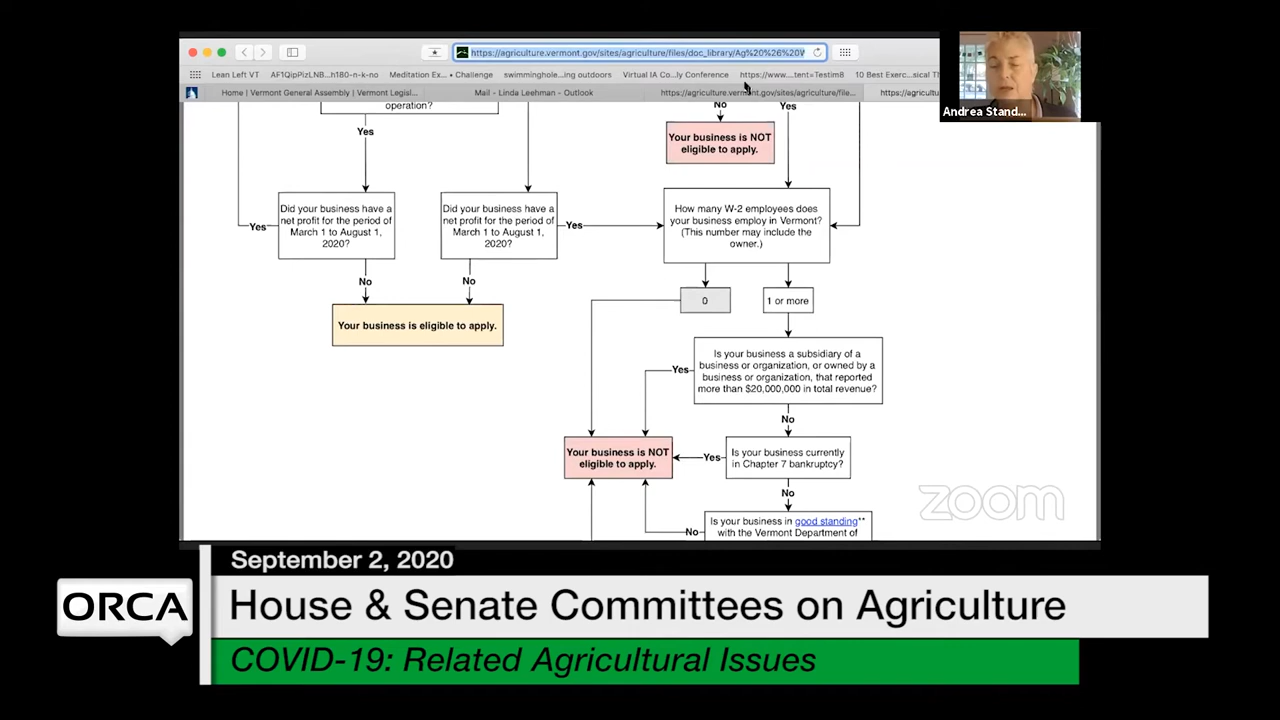 https://agriculture.vermont.gov/sites/agriculture/files/doc_library/Ag%20%26%20W
Lean Left VT
AF1QipPizLNB...h180-n-k-no
Meditation Ex... • Challenge
swimminghole...ing outdoors
Virtual IA Co...ly Conference
https://www....tent=Testim8
10 Best Exerc...sical Th
Home | Vermont General Assembly | Vermont Legisl...
Mail - Linda Leehman - Outlook
https://agriculture.vermont.gov/sites/agriculture/file...
https://agricultu
Andrea Stand...
operation?
Yes
No
Yes
Your business is NOT
eligible to apply.
Did your business have a
net profit for the period of
March 1 to August 1,
2020?
Yes
Did your business have a
net profit for the period of
March 1 to August 1,
2020?
Yes
How many W-2 employees does
your business employ in Vermont?
(This number may include the
owner.)
No
No
Your business is eligible to apply.
0
1 or more
Is your business a subsidiary of a
business or organization, or owned by a
business or organization, that reported
more than $20,000,000 in total revenue?
Yes
No
Your business is NOT
eligible to apply.
Yes
Is your business currently
in Chapter 7 bankruptcy?
No
Is your business in good standing**
with the Vermont Department of
No
zoom
September 2, 2020
ORCA
House & Senate Committees on Agriculture
COVID-19: Related Agricultural Issues